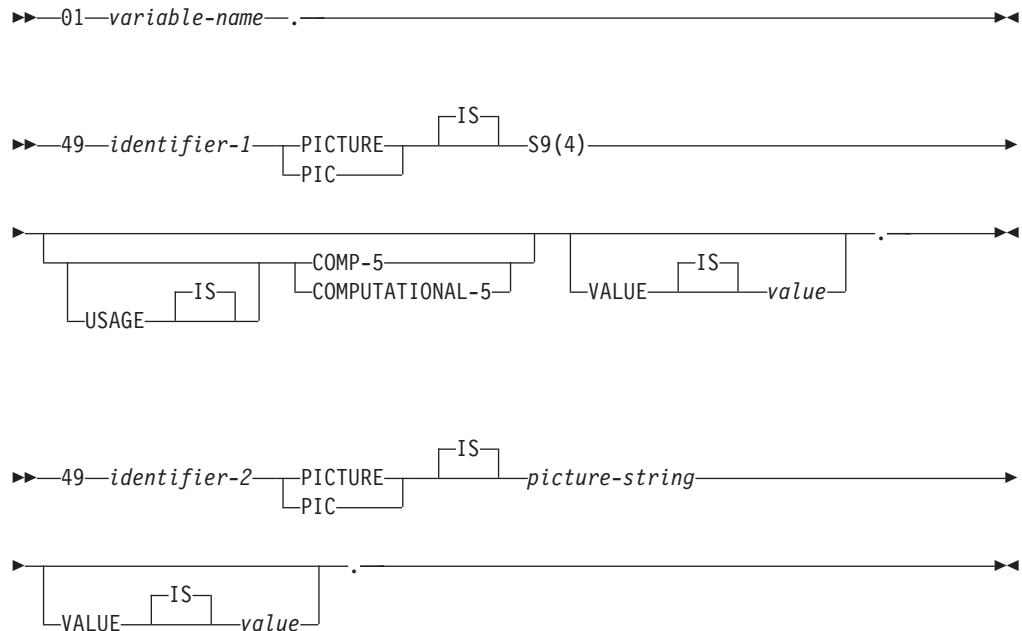 01 variable-name .
IS
49 identifier-1 PICTURE S9(4)
PIC
COMP-5 .
IS COMPUTATIONAL-5 IS
USAGE VALUE value
IS
49 identifier-2 PICTURE picture-string
PIC
.
IS
VALUE value